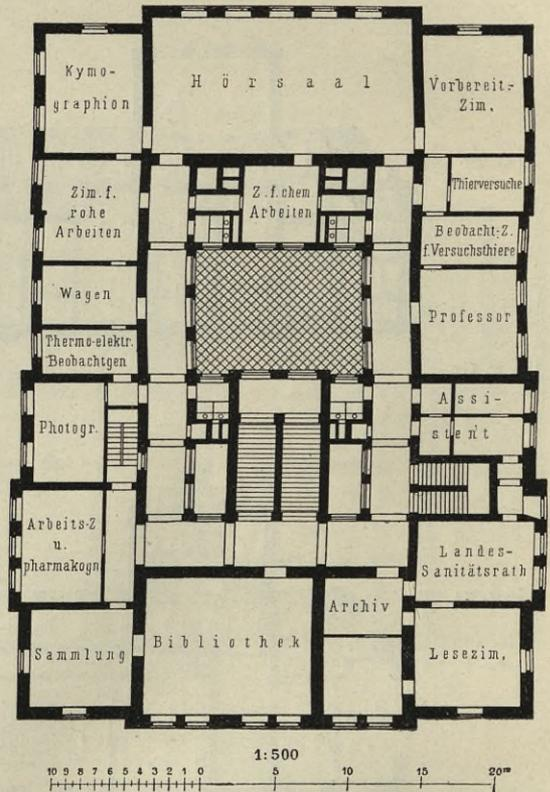 Hörsaal
Kymo-
graphion
Vorbereit:-
Zim.
Zim. f.
rohe
Arbeiten
Z. f. chem
Arbeiten
Thierversuche
Beobacht-Z.
f. Versuchsthiere
Wagen
Professor
Thermo-elektr.
Beobachtgen
Assi-
stent
Photogr.
Arbeits-Z
u.
pharmakogn.
Landes-
Sanitätsrath
Archiv
Sammlung
Bibliothek
Lesezim.
1:500
10 9 8 7 6 5 4 3 2 1 0 5 10 15 20m